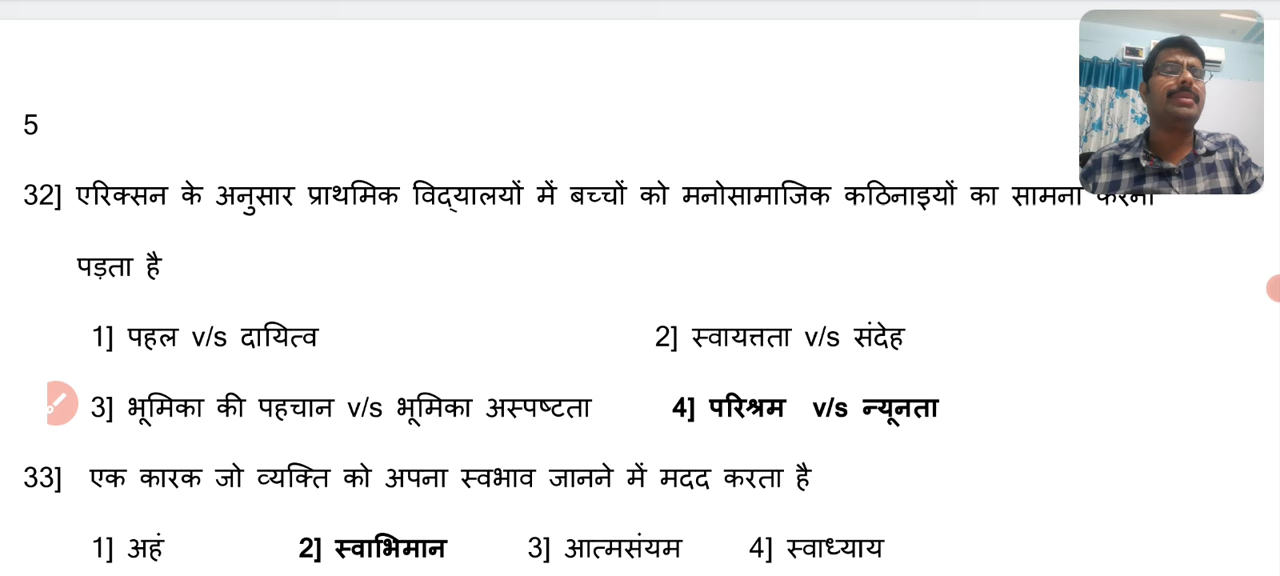 5
32] एरिक्सन के अनुसार प्राथमिक विद्यालयों में बच्चों को मनोसामाजिक कठिनाइयों का सामना करना
पड़ता है
1] पहल v/s दायित्व 2] स्वायत्तता v/s संदेह
3] भूमिका की पहचान v/s भूमिका अस्पष्टता 4] परिश्रम v/s न्यूनता
33] एक कारक जो व्यक्ति को अपना स्वभाव जानने में मदद करता है
1] अहं 2] स्वाभिमान 3] आत्मसंयम 4] स्वाध्याय